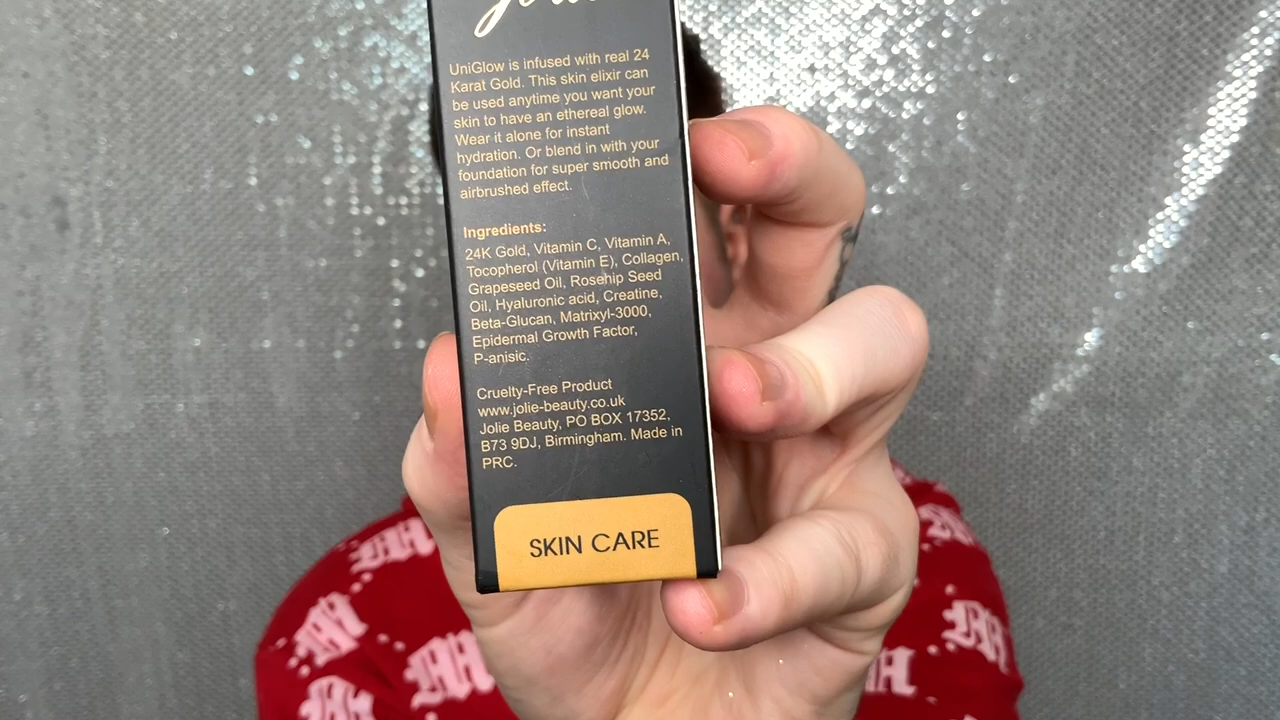 UniGlow is infused with real 24
Karat Gold. This skin elixir can
be used anytime you want your
skin to have an ethereal glow.
Wear it alone for instant
hydration. Or blend in with your
foundation for super smooth and
airbrushed effect.
Ingredients:
24K Gold, Vitamin C, Vitamin A,
Tocopherol (Vitamin E), Collagen,
Grapeseed Oil, Rosehip Seed
Oil, Hyaluronic acid, Creatine,
Beta-Glucan, Matrixyl-3000,
Epidermal Growth Factor,
P-anisic.
Cruelty-Free Product
www.jolie-beauty.co.uk
Jolie Beauty, PO BOX 17352,
B73 9DJ, Birmingham. Made in
PRC.
SKIN CARE